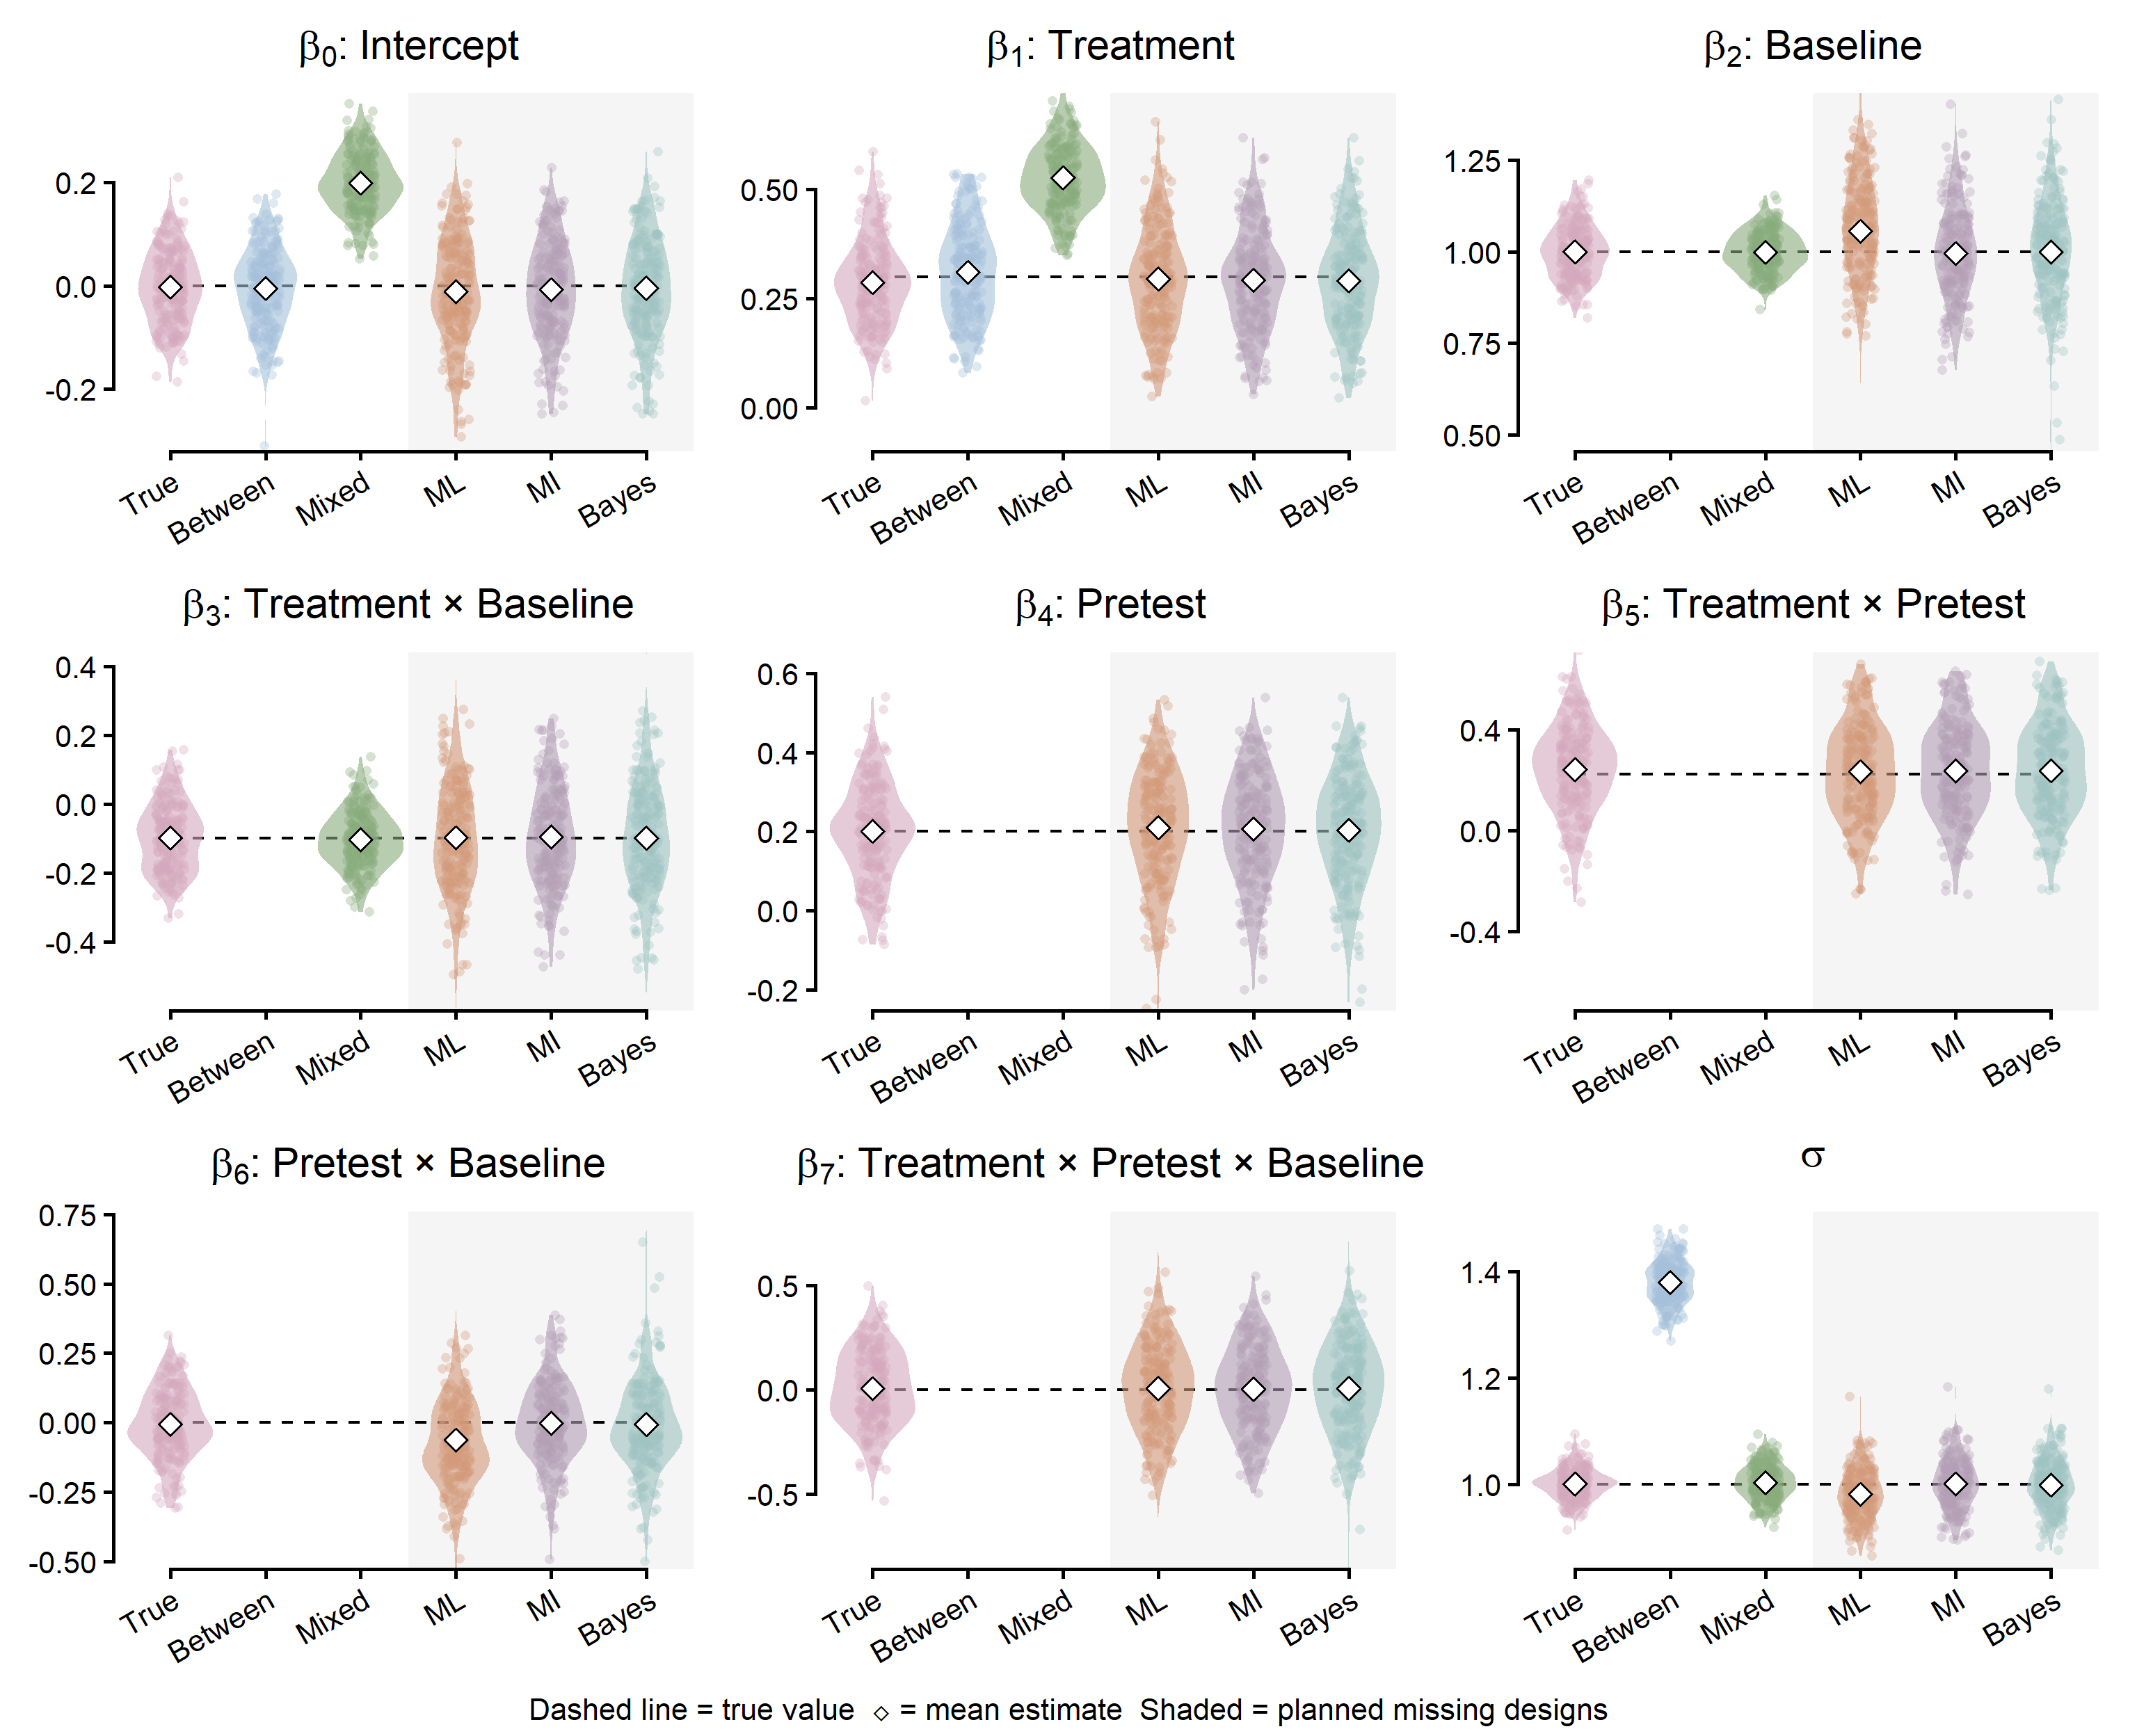 β0: Intercept
0.2
0.0
-0.2
True
Between
Mixed
ML
MI
Bayes
β1: Treatment
0.50
0.25
0.00
True
Between
Mixed
ML
MI
Bayes
β2: Baseline
1.25
1.00
0.75
0.50
True
Between
Mixed
ML
MI
Bayes
β3: Treatment × Baseline
0.4
0.2
0.0
-0.2
-0.4
True
Between
Mixed
ML
MI
Bayes
β4: Pretest
0.6
0.4
0.2
0.0
-0.2
True
Between
Mixed
ML
MI
Bayes
β5: Treatment × Pretest
0.4
0.0
-0.4
True
Between
Mixed
ML
MI
Bayes
β6: Pretest × Baseline
0.75
0.50
0.25
0.00
-0.25
-0.50
True
Between
Mixed
ML
MI
Bayes
β7: Treatment × Pretest × Baseline
0.5
0.0
-0.5
True
Between
Mixed
ML
MI
Bayes
σ
1.4
1.2
1.0
True
Between
Mixed
ML
MI
Bayes
Dashed line = true value ◇ = mean estimate Shaded = planned missing designs